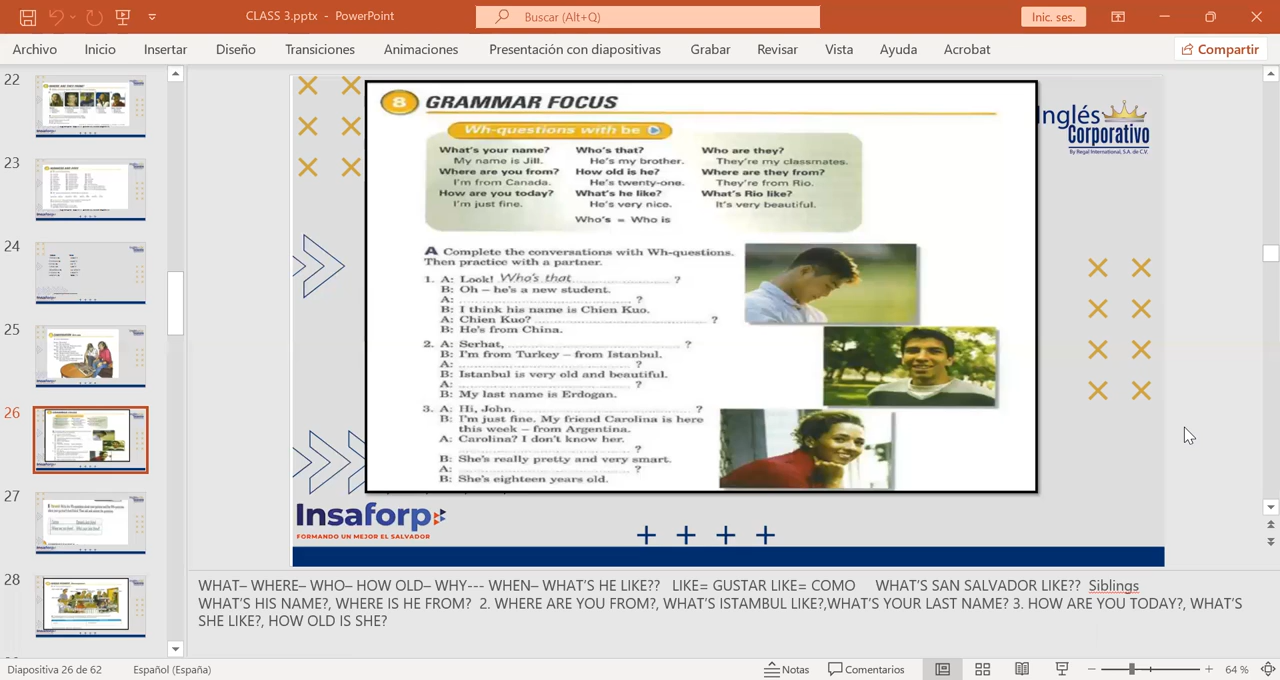 CLASS 3.pptx - PowerPoint
Buscar (Alt+Q)
Inic. ses.
Archivo Inicio Insertar Diseño Transiciones Animaciones Presentación con diapositivas Grabar Revisar Vista Ayuda Acrobat
Compartir
22
23
24
25
26
27
28
8 GRAMMAR FOCUS
Wh-questions with be
What's your name? Who's that? Who are they?
My name is Jill. He's my brother. They're my classmates.
Where are you from? How old is he? Where are they from?
I'm from Canada. He's twenty-one. They're from Rio.
How are you today? What's he like? What's Rio like?
I'm just fine. He's very nice. It's very beautiful.
Who's = Who is
A Complete the conversations with Wh-questions.
Then practice with a partner.
1. A: Look! Who's that ?
B: Oh – he's a new student.
A: ?
B: I think his name is Chien Kuo.
A: Chien Kuo? ?
B: He's from China.
2. A: Serhat, ?
B: I'm from Turkey – from Istanbul.
A: ?
B: Istanbul is very old and beautiful.
A: ?
B: My last name is Erdogan.
3. A: Hi, John. ?
B: I'm just fine. My friend Carolina is here
this week – from Argentina.
A: Carolina? I don't know her.
?
B: She's really pretty and very smart.
A: ?
B: She's eighteen years old.
Inglés
Corporativo
By Regal International, S.A. de C.V.
Insaforp
FORMANDO UN MEJOR EL SALVADOR
WHAT– WHERE– WHO– HOW OLD– WHY--- WHEN– WHAT'S HE LIKE?? LIKE= GUSTAR LIKE= COMO WHAT'S SAN SALVADOR LIKE?? Siblings
WHAT'S HIS NAME?, WHERE IS HE FROM? 2. WHERE ARE YOU FROM?, WHAT'S ISTAMBUL LIKE?,WHAT'S YOUR LAST NAME? 3. HOW ARE YOU TODAY?, WHAT'S
SHE LIKE?, HOW OLD IS SHE?
Diapositiva 26 de 62 Español (España) Notas Comentarios 64 %